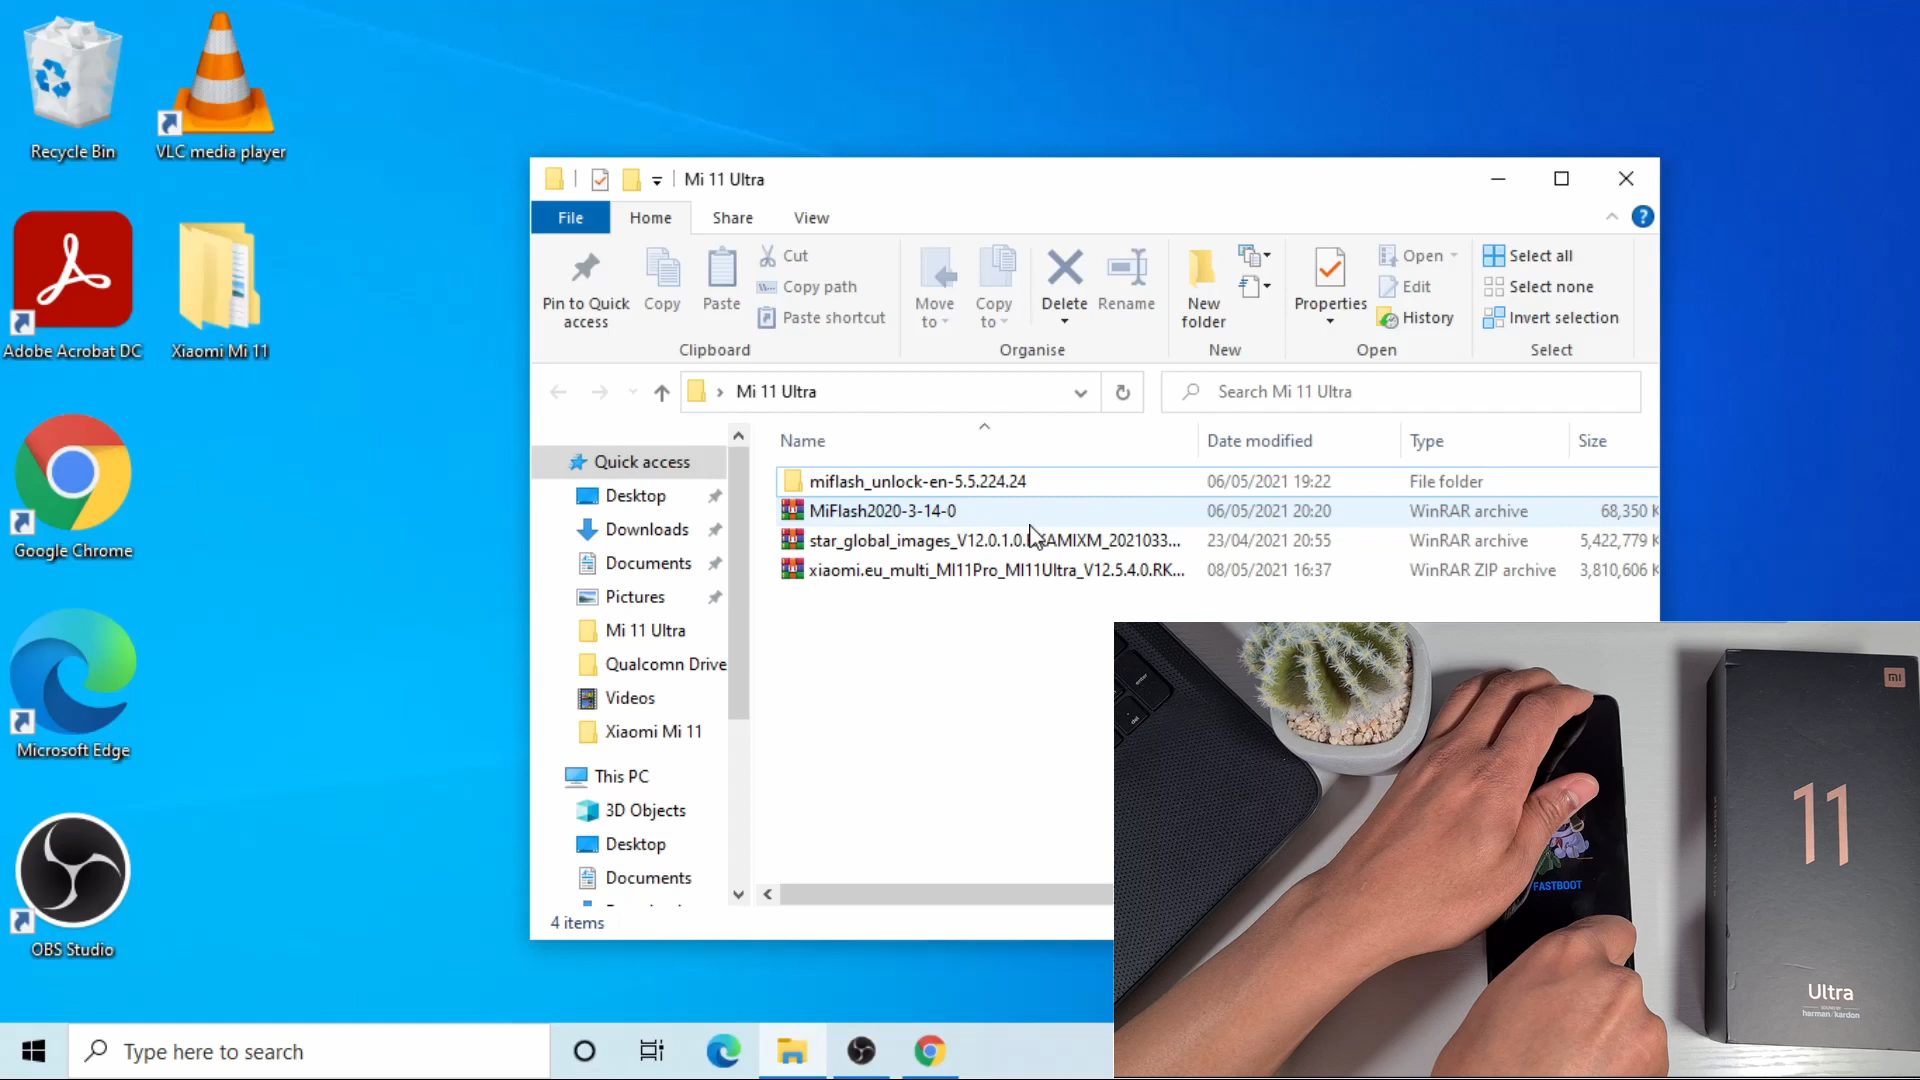 Recycle Bin
VLC media player
Adobe Acrobat DC
Xiaomi Mi 11
Google Chrome
Microsoft Edge
OBS Studio
Mi 11 Ultra
File
Home
Share
View
Pin to Quick
access
Copy
Paste
Cut
Copy path
Paste shortcut
Clipboard
Move
to
Copy
to
Delete
Rename
Organise
New
folder
New
Properties
Open
Edit
History
Open
Select all
Select none
Invert selection
Select
Mi 11 Ultra
Search Mi 11 Ultra
Name
Date modified
Type
Size
miflash_unlock-en-5.5.224.24 06/05/2021 19:22 File folder
MiFlash2020-3-14-0 06/05/2021 20:20 WinRAR archive 68,350 K
23/04/2021 20:55 WinRAR archive 5,422,779 K
xiaomi.eu_multi_MI11Pro_MI11Ultra_V12.5.4.0.RK... 08/05/2021 16:37 WinRAR ZIP archive 3,810,606 K
Quick access
Desktop
Downloads
Documents
Pictures
Mi 11 Ultra
Qualcomn Drive
Videos
Xiaomi Mi 11
This PC
3D Objects
Desktop
Documents
4 items
Type here to search
enter
del
FASTBOOT
mi
11
Ultra
SOUND BY
harman/kardon